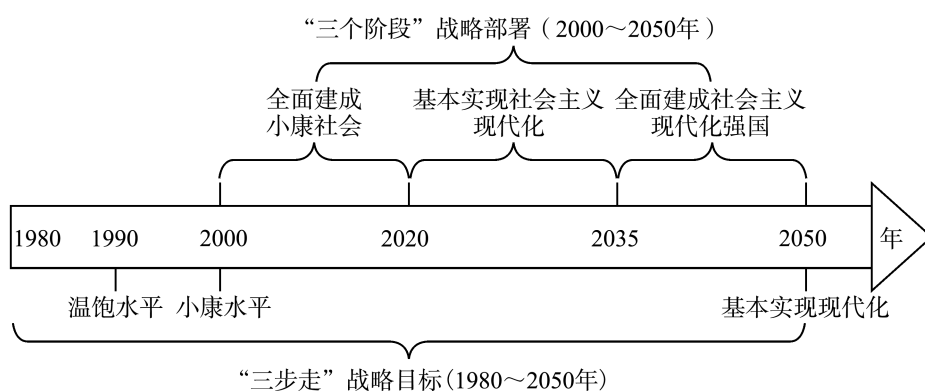 “三个阶段”战略部署（2000～2050年）
全面建成
小康社会
基本实现社会主义
现代化
全面建成社会主义
现代化强国
1980 1990 2000 2020 2035 2050 年
温饱水平 小康水平 基本实现现代化
“三步走”战略目标(1980～2050年)